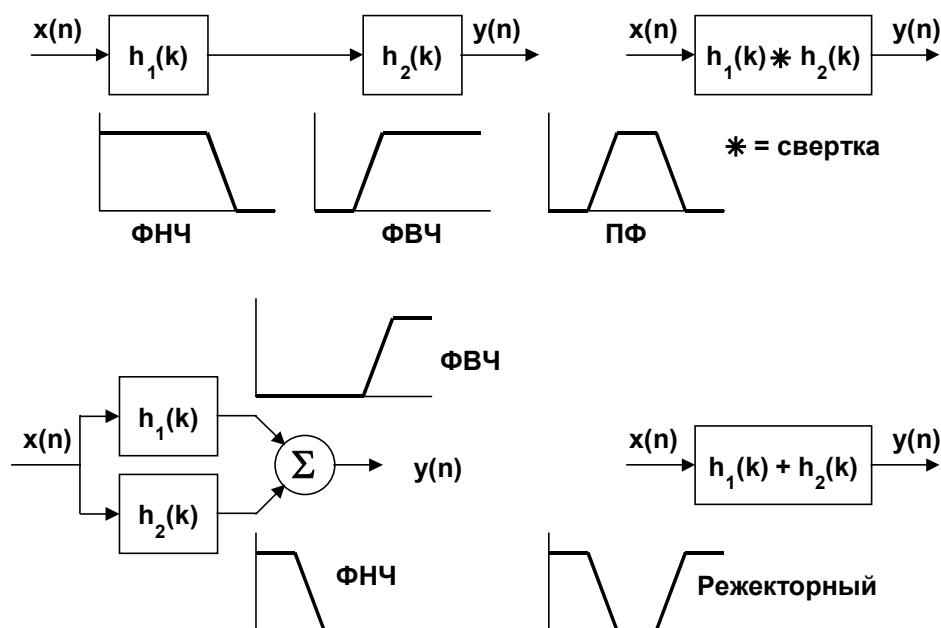 x(n)
h₁(k)
h₂(k)
y(n)
x(n)
h₁(k) ∗ h₂(k)
y(n)
ФНЧ
ФВЧ
ПФ
∗ = свертка
ФВЧ
x(n)
h₁(k)
h₂(k)
Σ
y(n)
ФНЧ
x(n)
h₁(k) + h₂(k)
y(n)
Режекторный